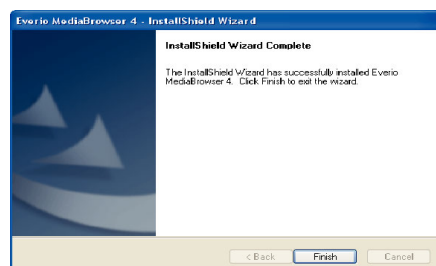 Everio MediaBrowser 4 - InstallShield Wizard
InstallShield Wizard Complete
The InstallShield Wizard has successfully installed Everio
MediaBrowser 4. Click Finish to exit the wizard.
< Back Finish Cancel